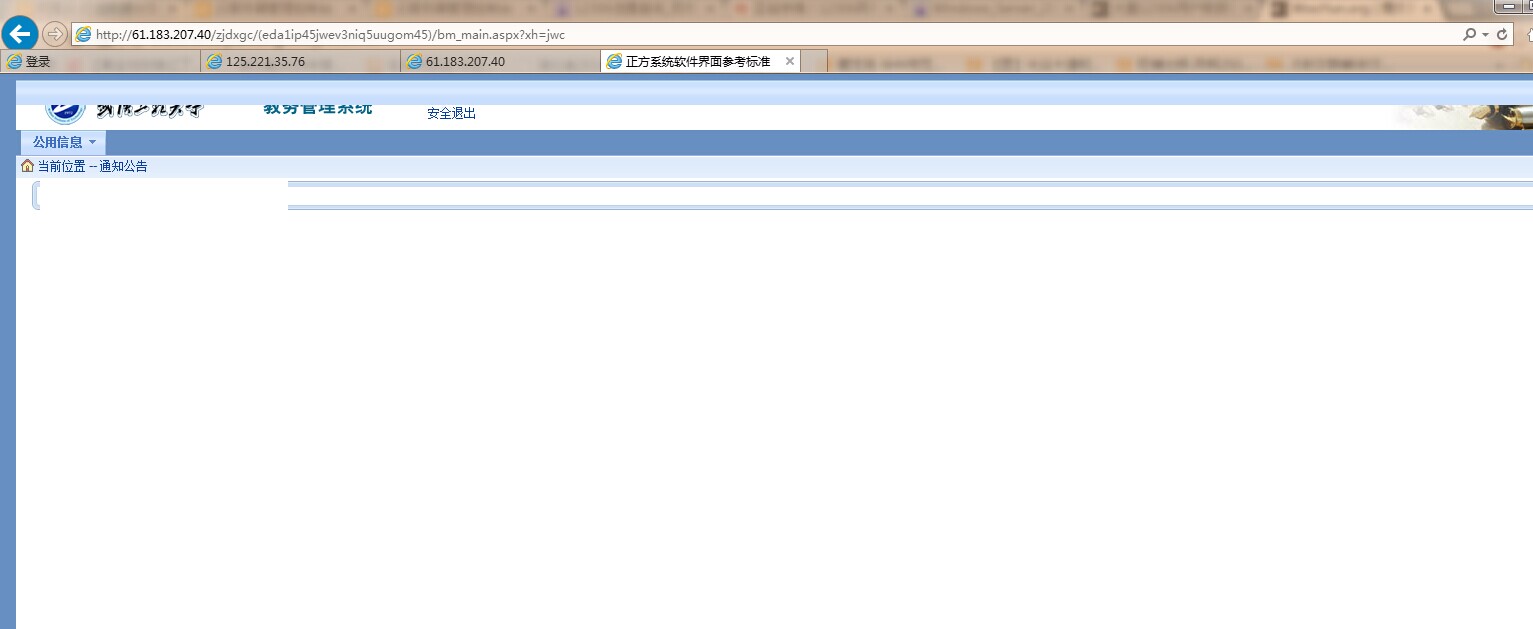 http://61.183.207.40/zjdxgc/(eda1ip45jwev3niq5uugom45)/bm_main.aspx?xh=jwc
登录 125.221.35.76 61.183.207.40 正方系统软件界面参考标准
教务管理系统 安全退出
公用信息
当前位置 -- 通知公告